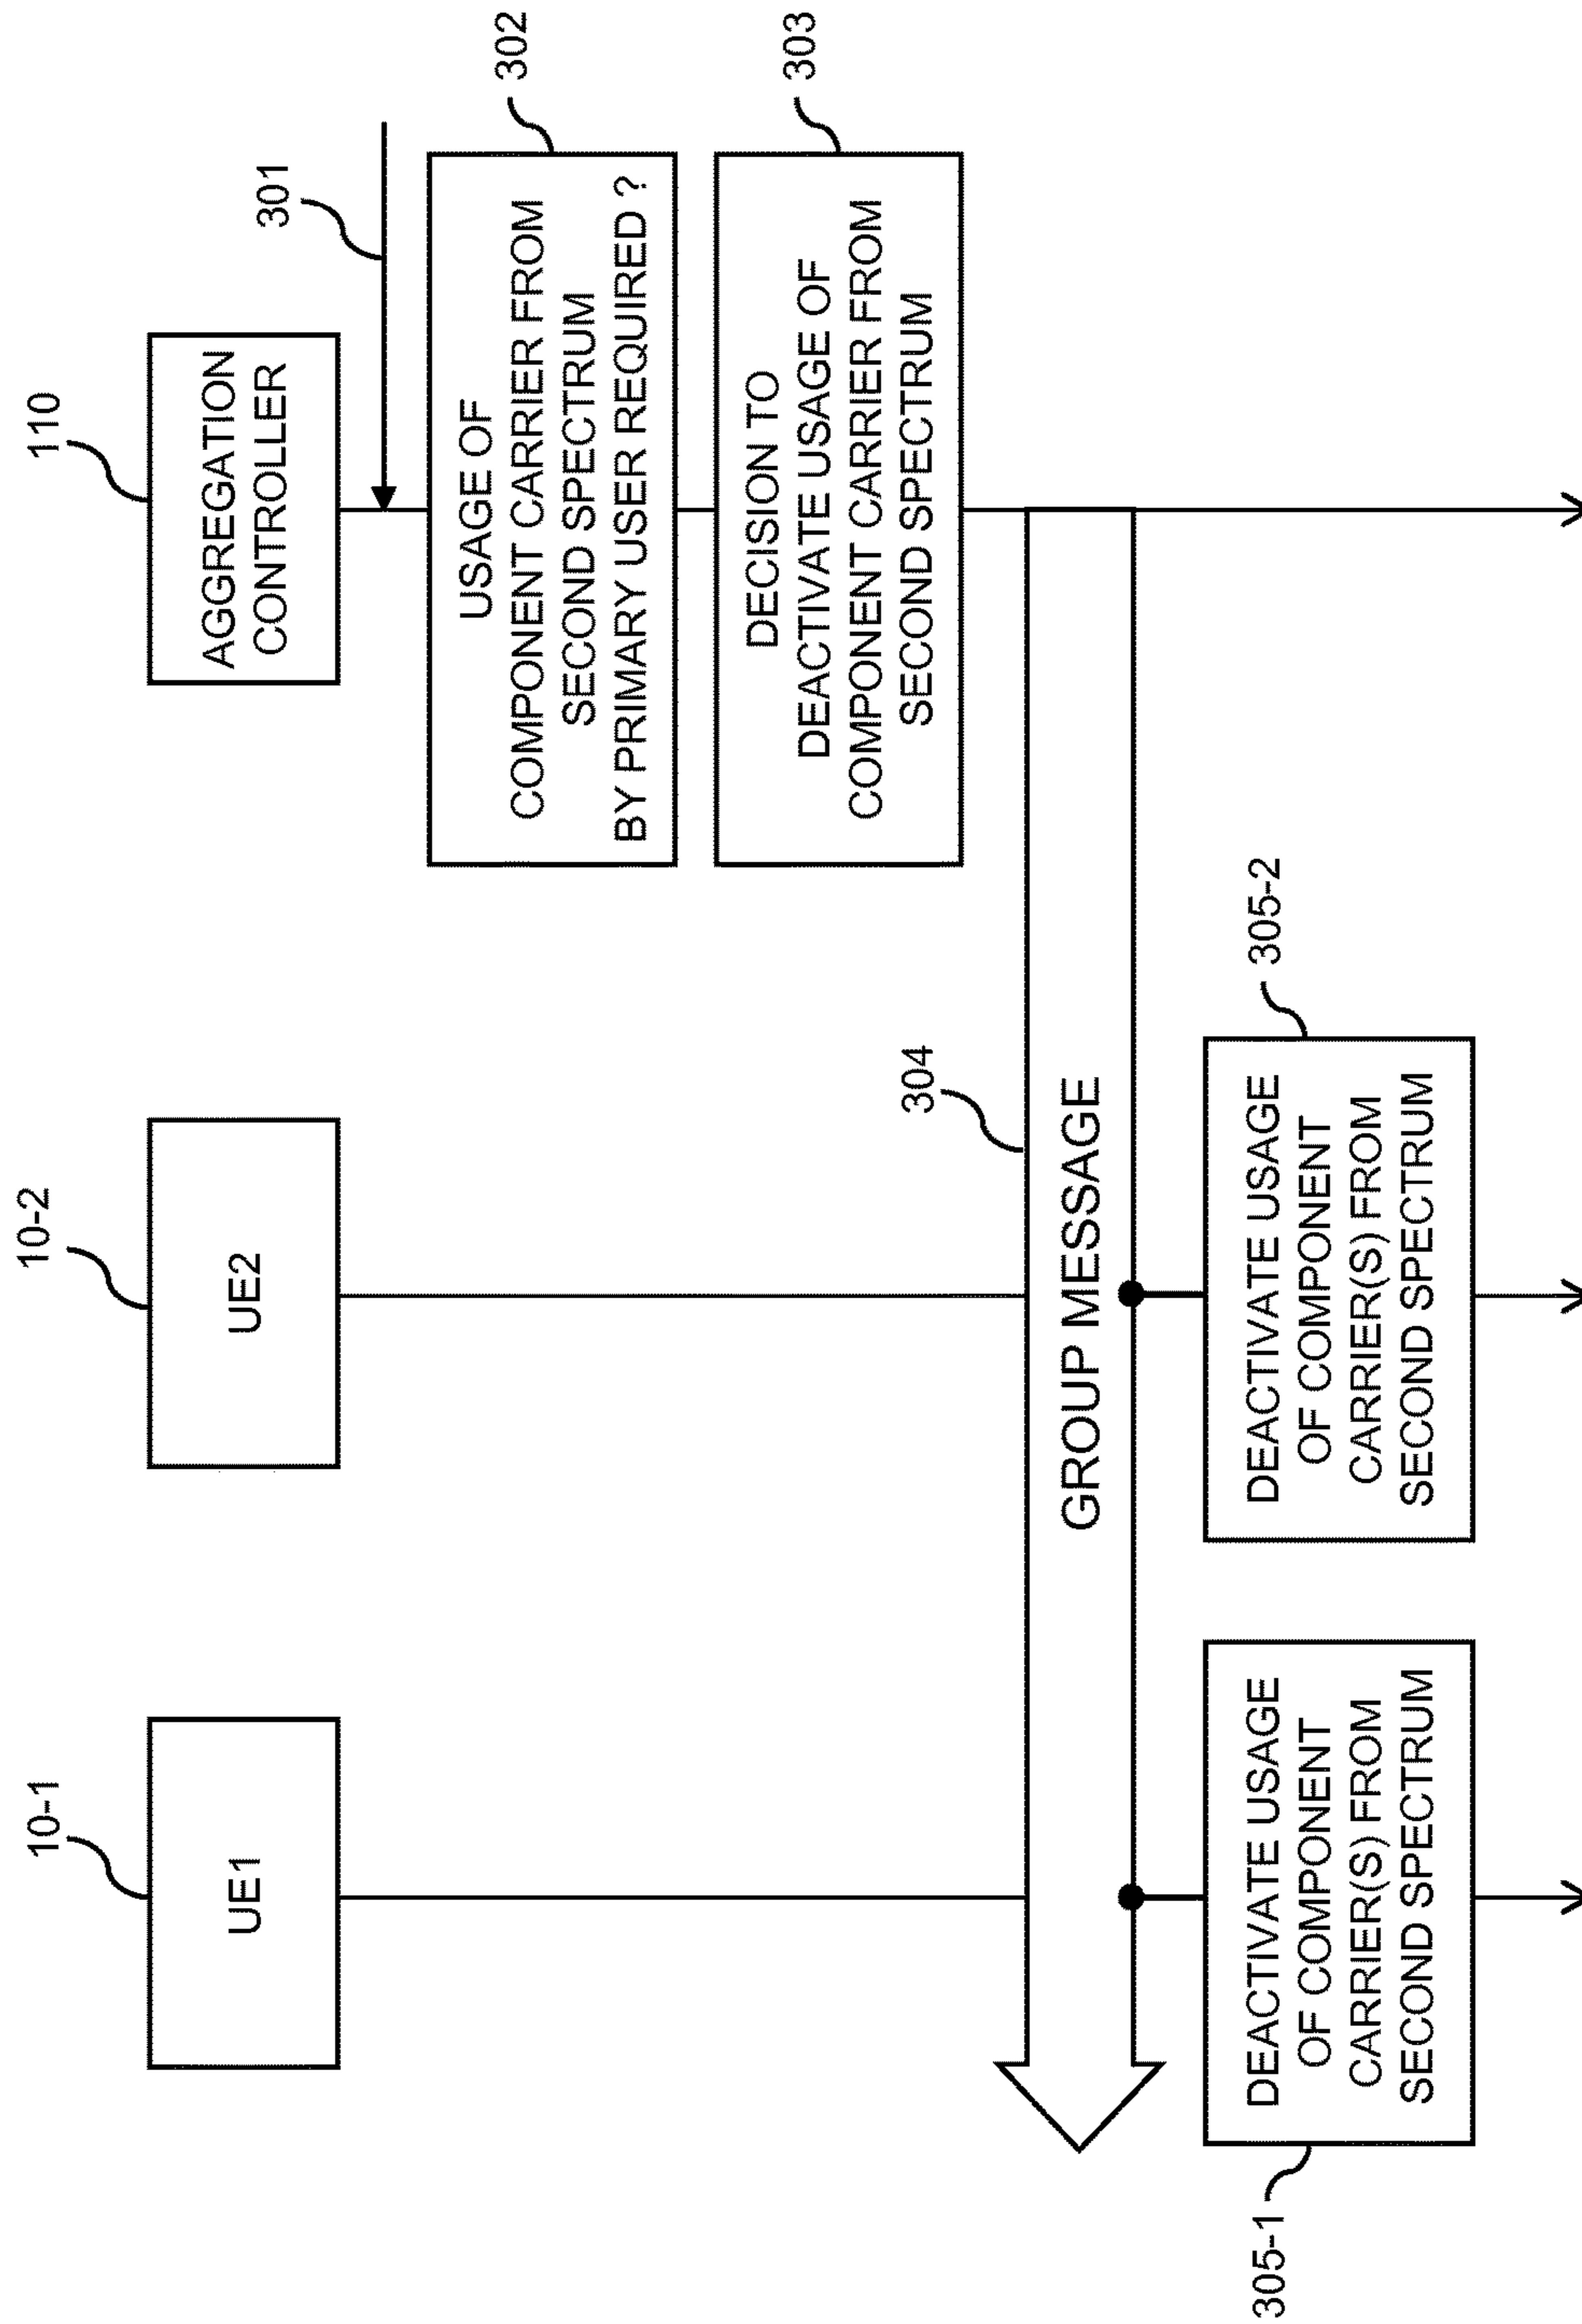 10-1
10-2
110
UE1
UE2
AGGREGATION
CONTROLLER
301
USAGE OF
COMPONENT CARRIER FROM
SECOND SPECTRUM
BY PRIMARY USER REQUIRED ?
302
DECISION TO
DEACTIVATE USAGE OF
COMPONENT CARRIER FROM
SECOND SPECTRUM
303
304
GROUP MESSAGE
305-1
DEACTIVATE USAGE
OF COMPONENT
CARRIER(S) FROM
SECOND SPECTRUM
DEACTIVATE USAGE
OF COMPONENT
CARRIER(S) FROM
SECOND SPECTRUM
305-2